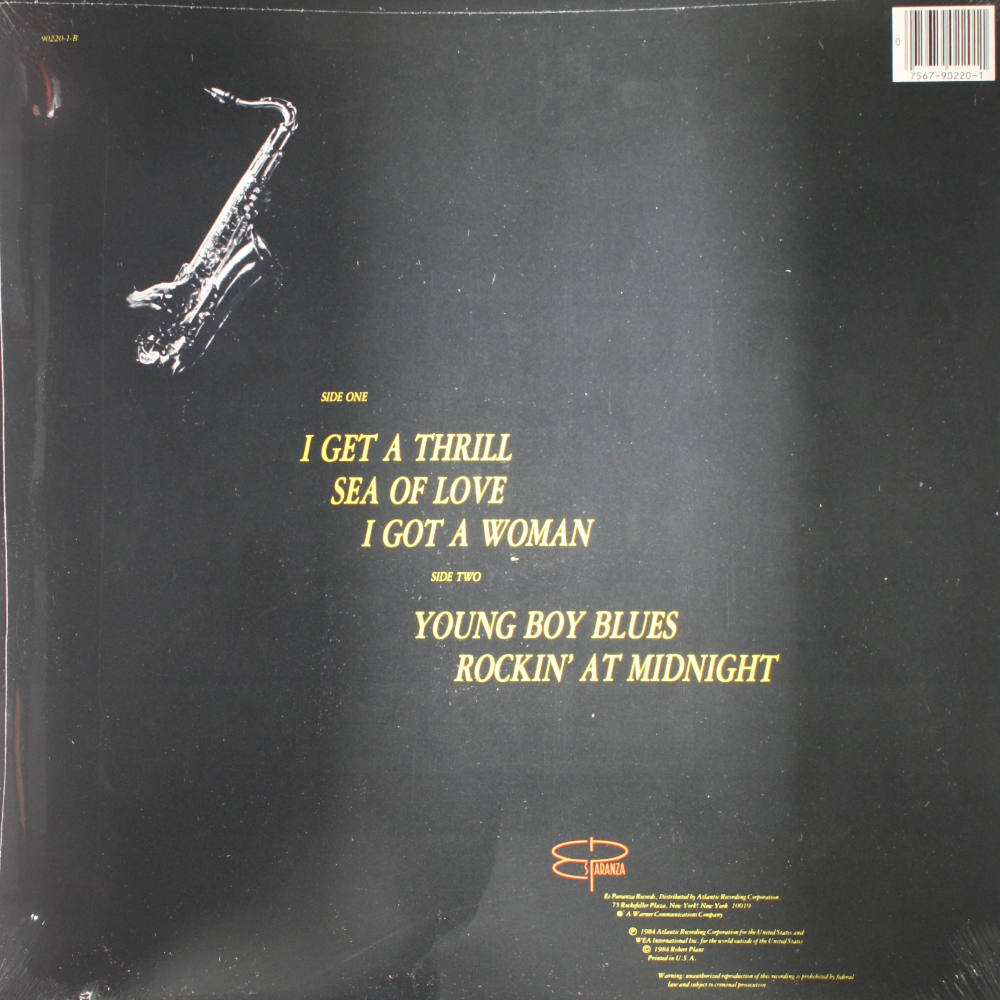 90220-1-B
0
7567-90220-1
SIDE ONE
I GET A THRILL
SEA OF LOVE
I GOT A WOMAN
SIDE TWO
YOUNG BOY BLUES
ROCKIN' AT MIDNIGHT
ES PARANZA
Es Paranza Records, Distributed by Atlantic Recording Corporation,
75 Rockefeller Plaza, New York, New York 10019
A Warner Communications Company
℗ 1984 Atlantic Recording Corporation for the United States and
WEA International Inc. for the world outside of the United States
© 1984 Robert Plant
Printed in U.S.A.
Warning: unauthorized reproduction of this recording is prohibited by federal
law and subject to criminal prosecution